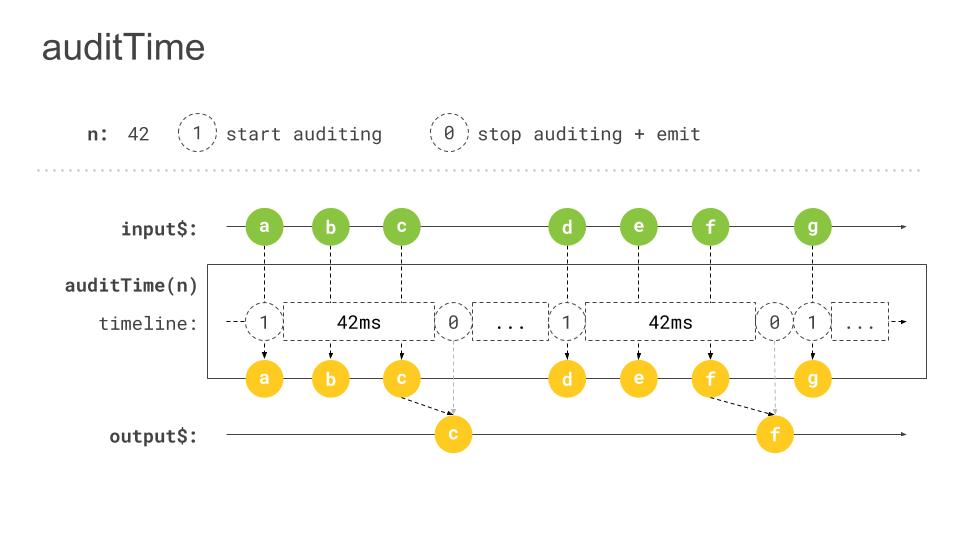 auditTime
n: 42 1 start auditing 0 stop auditing + emit
input$: a b c d e f g
auditTime(n)
timeline: 1 42ms 0 ... 1 42ms 0 1 ...
a b c d e f g
output$: c f